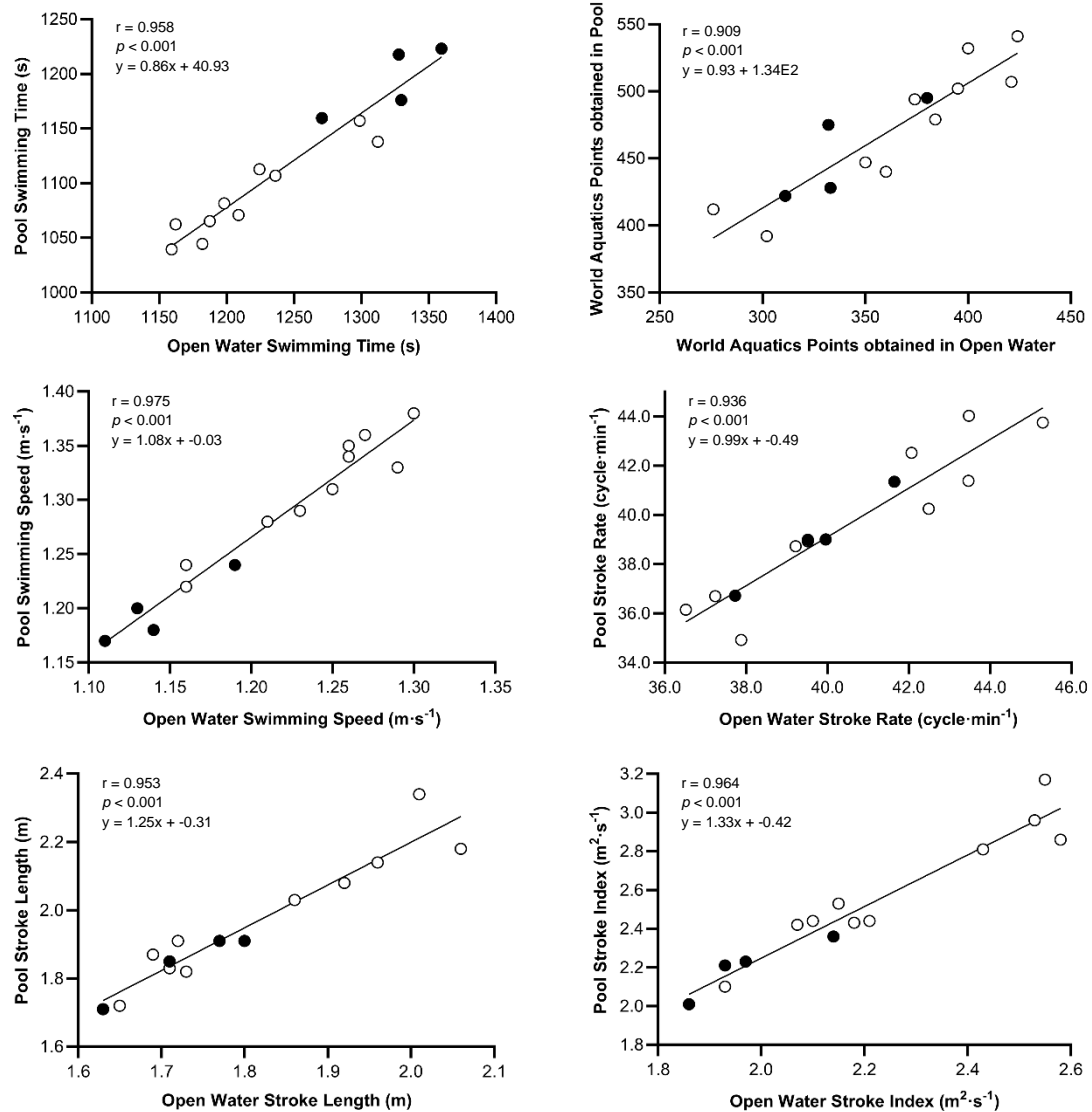 Pool Swimming Time (s)
1250
1200
1150
1100
1050
1000
r = 0.958
p < 0.001
y = 0.86x + 40.93
1100 1150 1200 1250 1300 1350 1400
Open Water Swimming Time (s)
World Aquatics Points obtained in Pool
550
500
450
400
350
r = 0.909
p < 0.001
y = 0.93 + 1.34E2
250 300 350 400 450
World Aquatics Points obtained in Open Water
Pool Swimming Speed (m·s⁻¹)
1.40
1.35
1.30
1.25
1.20
1.15
r = 0.975
p < 0.001
y = 1.08x + -0.03
1.10 1.15 1.20 1.25 1.30 1.35
Open Water Swimming Speed (m·s⁻¹)
Pool Stroke Rate (cycle·min⁻¹)
44.0
42.0
40.0
38.0
36.0
34.0
r = 0.936
p < 0.001
y = 0.99x + -0.49
36.0 38.0 40.0 42.0 44.0 46.0
Open Water Stroke Rate (cycle·min⁻¹)
Pool Stroke Length (m)
2.4
2.2
2.0
1.8
1.6
r = 0.953
p < 0.001
y = 1.25x + -0.31
1.6 1.7 1.8 1.9 2.0 2.1
Open Water Stroke Length (m)
Pool Stroke Index (m²·s⁻¹)
3.2
3.0
2.8
2.6
2.4
2.2
2.0
1.8
r = 0.964
p < 0.001
y = 1.33x + -0.42
1.8 2.0 2.2 2.4 2.6
Open Water Stroke Index (m²·s⁻¹)